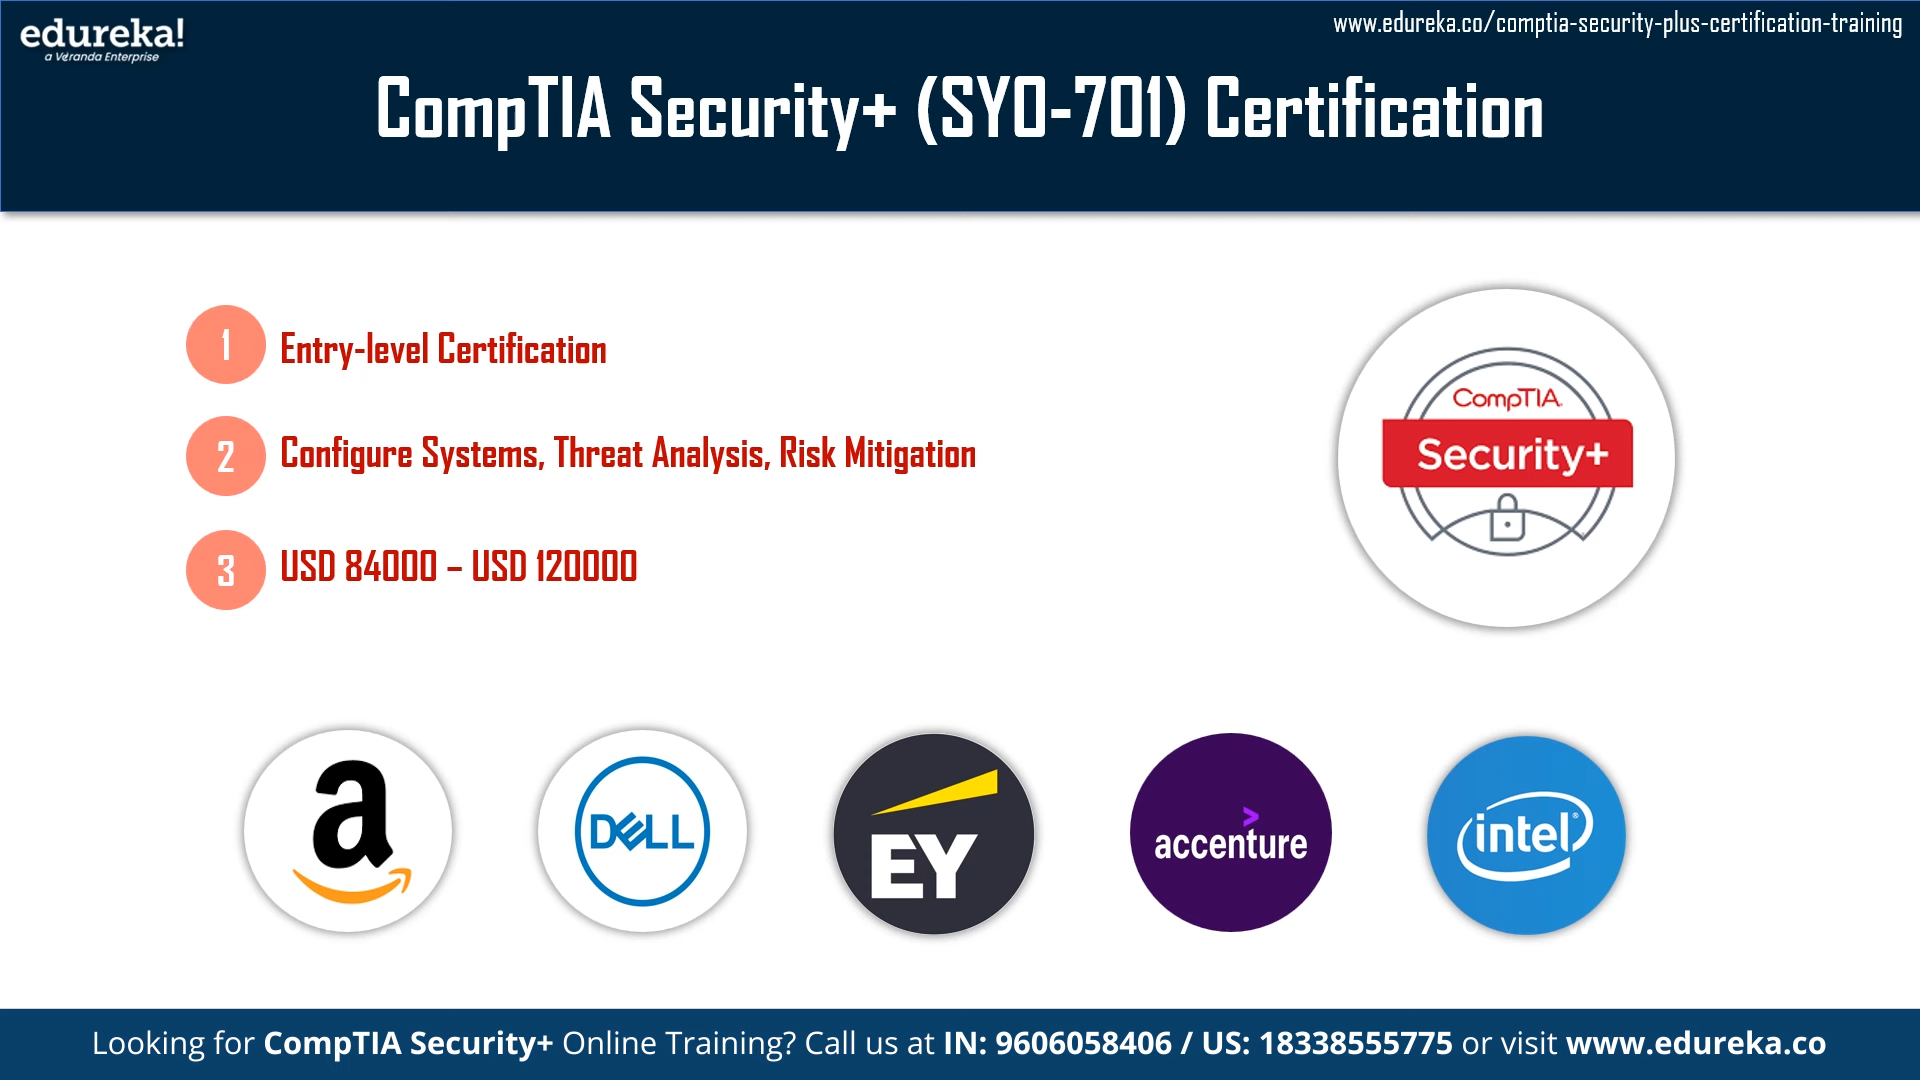 edureka!
a Veranda Enterprise
www.edureka.co/comptia-security-plus-certification-training
CompTIA Security+ (SY0-701) Certification
1
Entry-level Certification
2
Configure Systems, Threat Analysis, Risk Mitigation
3
USD 84000 – USD 120000
CompTIA.
Security+
a
DELL
EY
>
accenture
intel®
Looking for CompTIA Security+ Online Training? Call us at IN: 9606058406 / US: 18338555775 or visit www.edureka.co